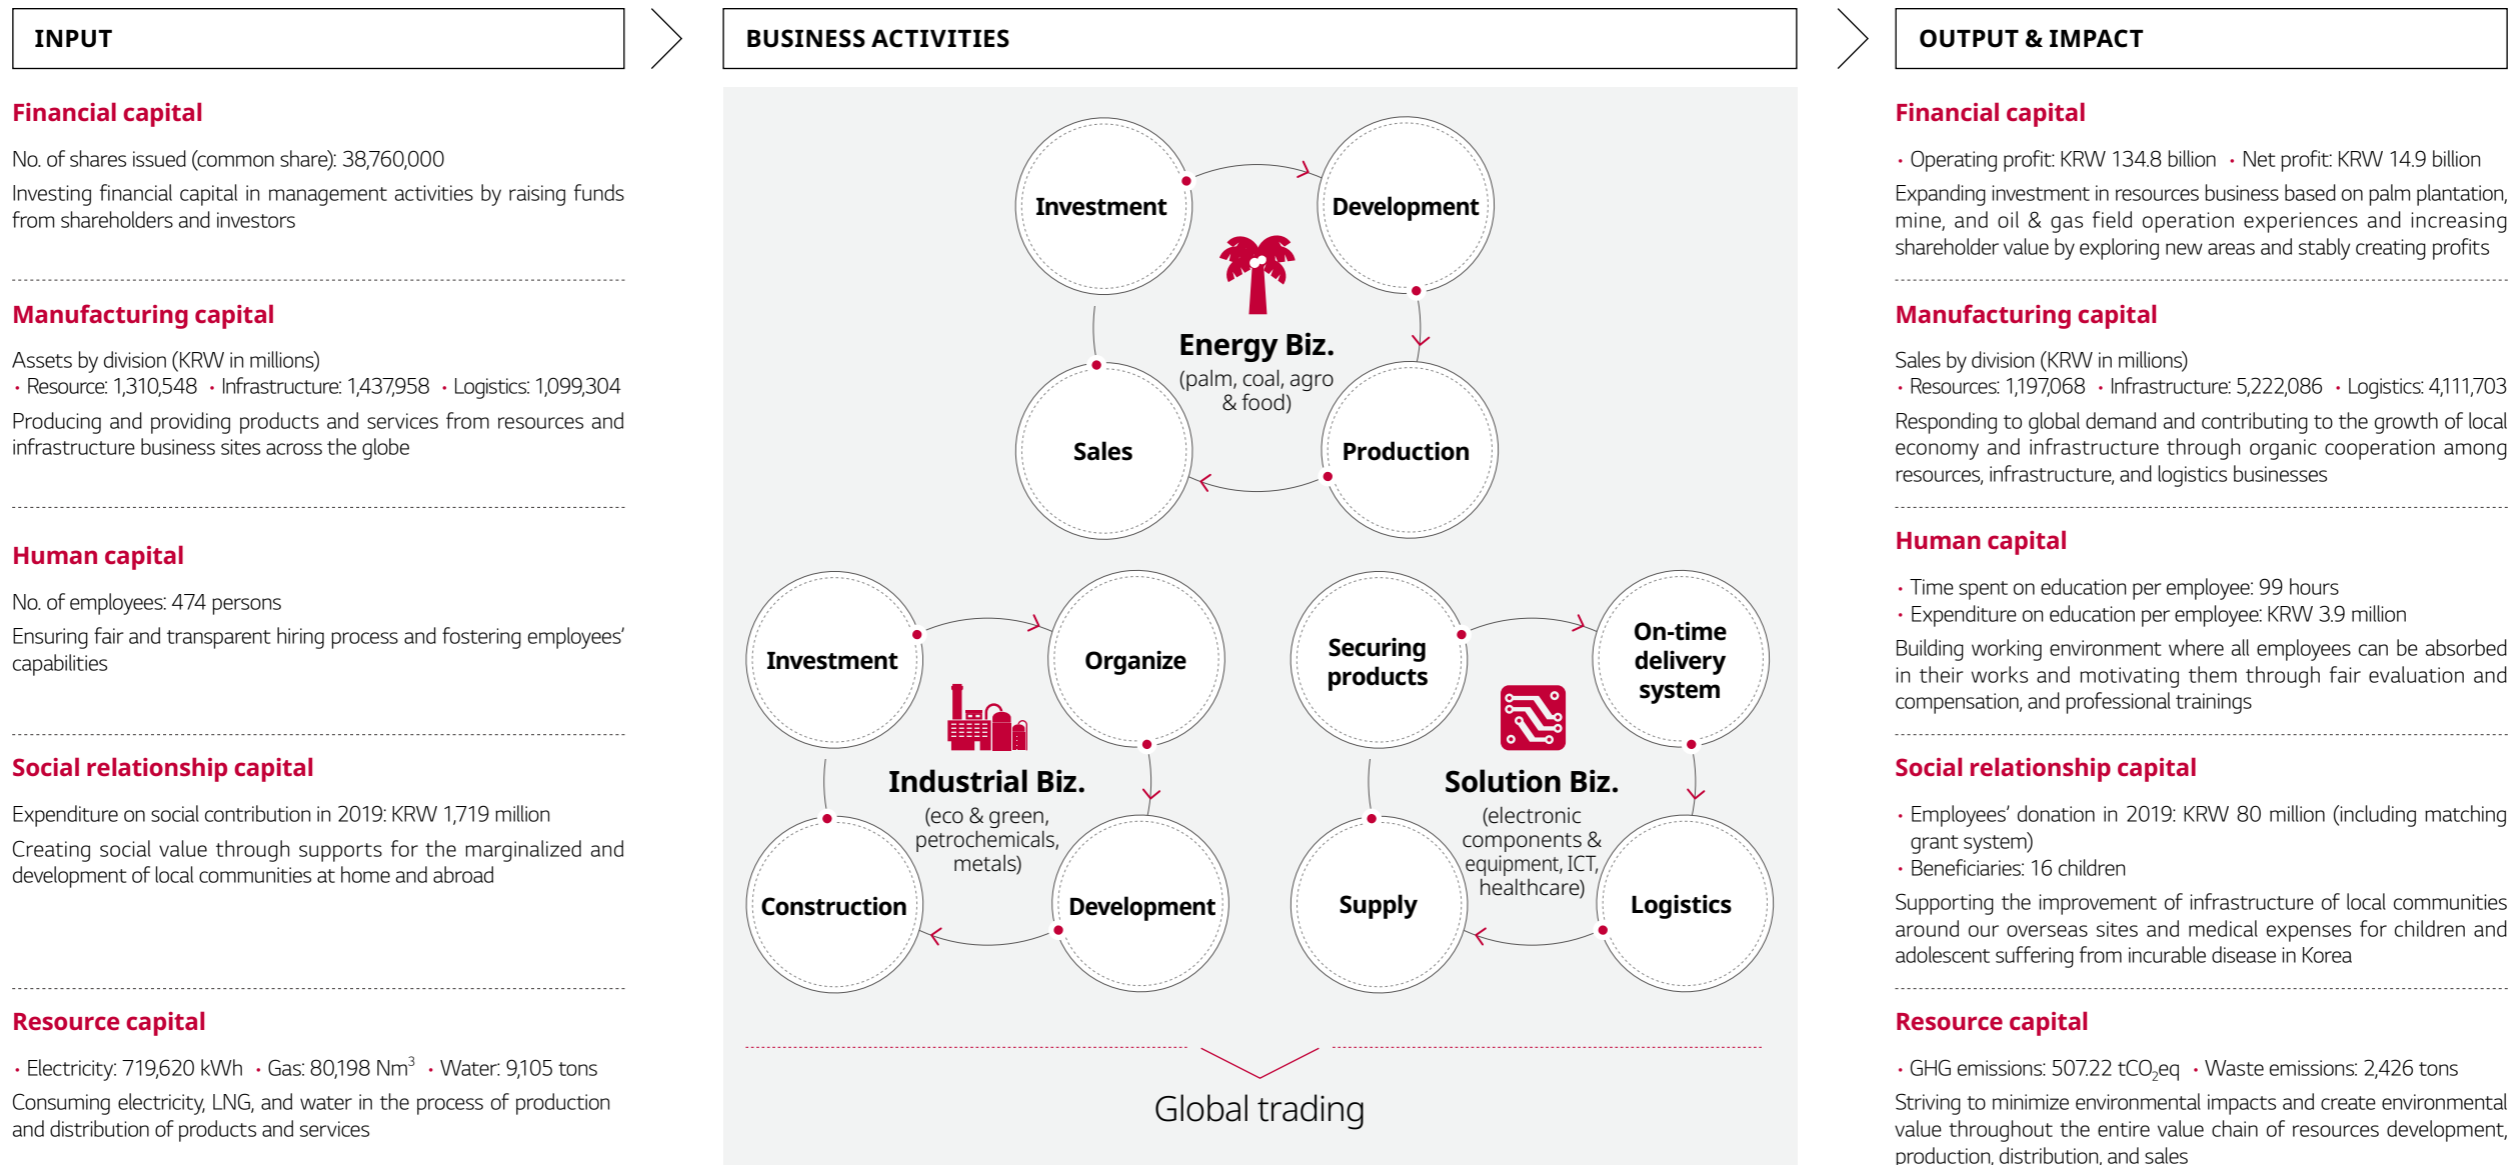 INPUT
Financial capital
No. of shares issued (common share): 38,760,000
Investing financial capital in management activities by raising funds
from shareholders and investors
Manufacturing capital
Assets by division (KRW in millions)
• Resource: 1,310,548 • Infrastructure: 1,437,958 • Logistics: 1,099,304
Producing and providing products and services from resources and
infrastructure business sites across the globe
Human capital
No. of employees: 474 persons
Ensuring fair and transparent hiring process and fostering employees’
capabilities
Social relationship capital
Expenditure on social contribution in 2019: KRW 1,719 million
Creating social value through supports for the marginalized and
development of local communities at home and abroad
Resource capital
• Electricity: 719,620 kWh • Gas: 80,198 Nm³ • Water: 9,105 tons
Consuming electricity, LNG, and water in the process of production
and distribution of products and services
BUSINESS ACTIVITIES
Investment
Development
Energy Biz.
(palm, coal, agro
& food)
Sales
Production
Investment
Organize
Industrial Biz.
(eco & green,
petrochemicals,
metals)
Construction
Development
Securing
products
On-time
delivery
system
Solution Biz.
(electronic
components &
equipment, ICT,
healthcare)
Supply
Logistics
Global trading
OUTPUT & IMPACT
Financial capital
• Operating profit: KRW 134.8 billion • Net profit: KRW 14.9 billion
Expanding investment in resources business based on palm plantation,
mine, and oil & gas field operation experiences and increasing
shareholder value by exploring new areas and stably creating profits
Manufacturing capital
Sales by division (KRW in millions)
• Resources: 1,197,068 • Infrastructure: 5,222,086 • Logistics: 4,111,703
Responding to global demand and contributing to the growth of local
economy and infrastructure through organic cooperation among
resources, infrastructure, and logistics businesses
Human capital
• Time spent on education per employee: 99 hours
• Expenditure on education per employee: KRW 3.9 million
Building working environment where all employees can be absorbed
in their works and motivating them through fair evaluation and
compensation, and professional trainings
Social relationship capital
• Employees’ donation in 2019: KRW 80 million (including matching
grant system)
• Beneficiaries: 16 children
Supporting the improvement of infrastructure of local communities
around our overseas sites and medical expenses for children and
adolescent suffering from incurable disease in Korea
Resource capital
• GHG emissions: 507.22 tCO₂eq • Waste emissions: 2,426 tons
Striving to minimize environmental impacts and create environmental
value throughout the entire value chain of resources development,
production, distribution, and sales